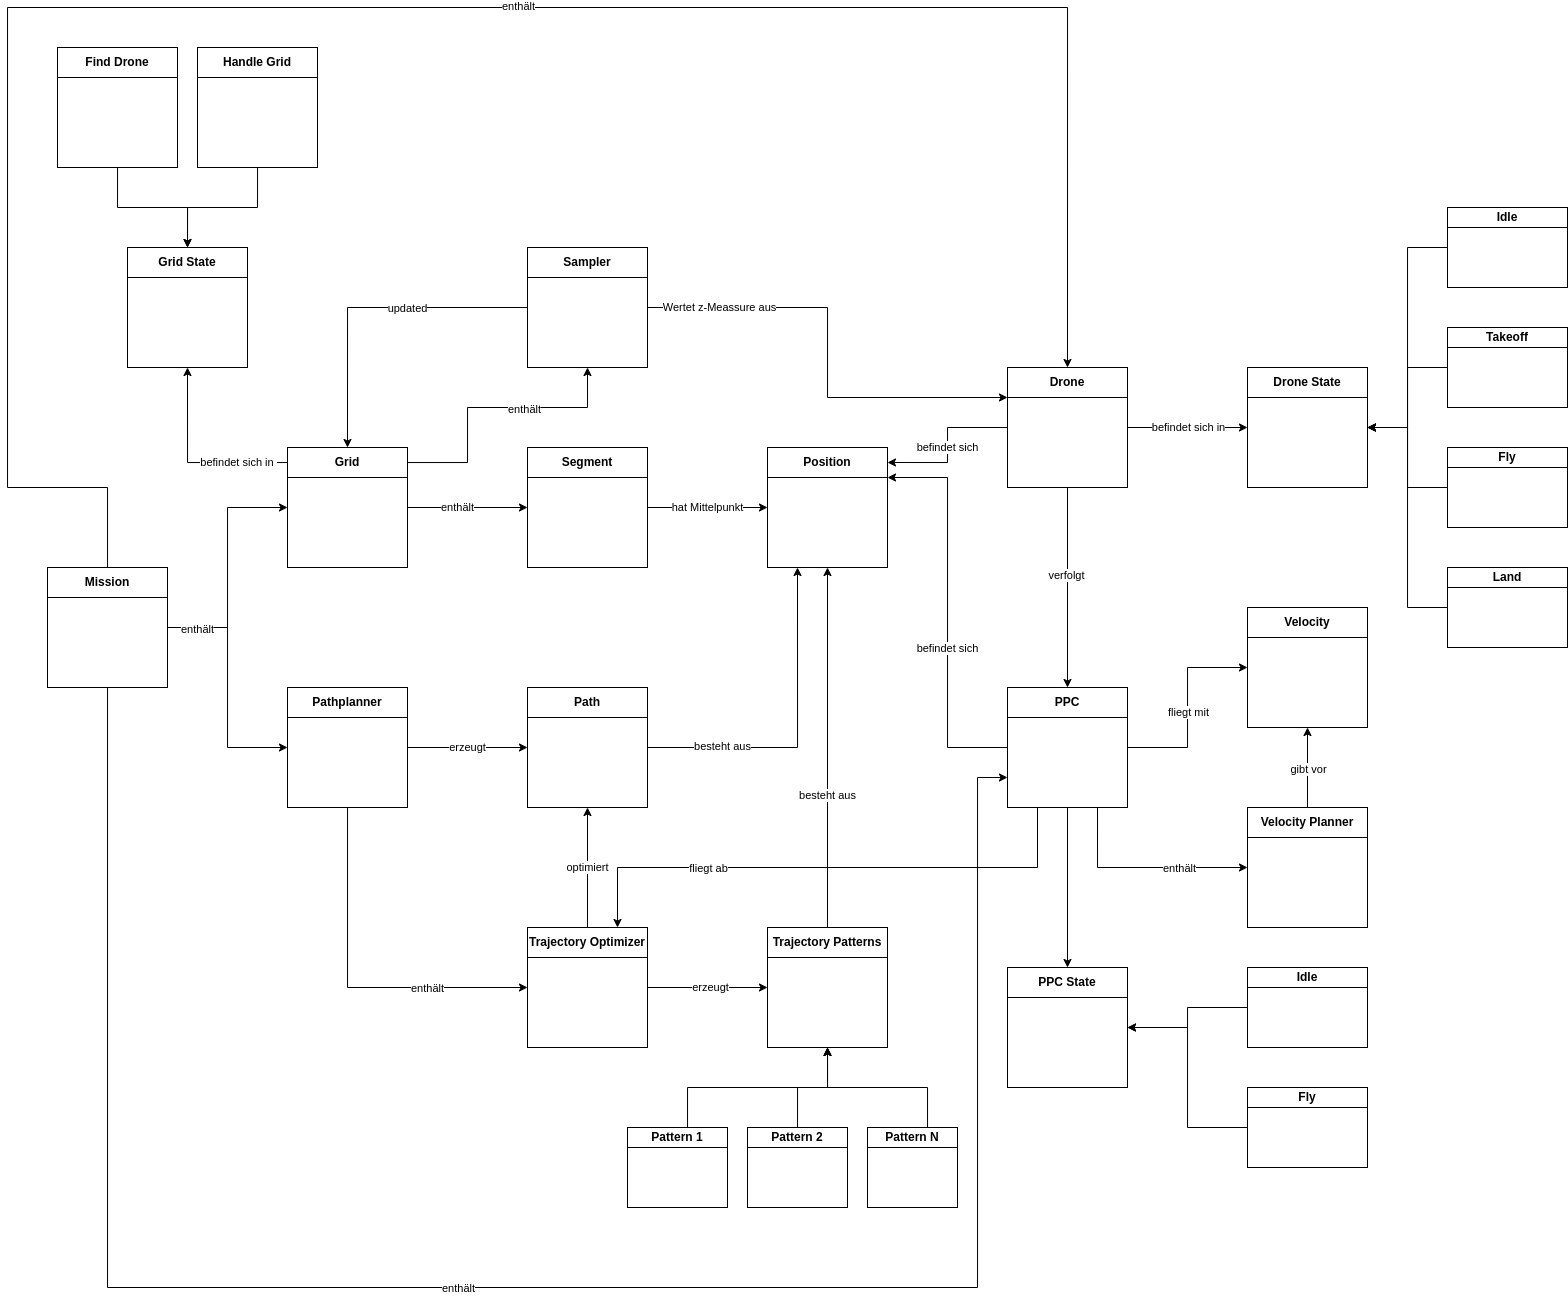 enthält
Find Drone
Handle Grid
Idle
Grid State
Sampler
updated
Wertet z-Meassure aus
Takeoff
Drone
Drone State
enthält
befindet sich in
befindet sich in
Grid
Segment
Position
befindet sich
Fly
enthält
hat Mittelpunkt
Mission
verfolgt
Land
enthält
Velocity
befindet sich
Pathplanner
Path
PPC
fliegt mit
erzeugt
besteht aus
gibt vor
besteht aus
Velocity Planner
optimiert
fliegt ab
enthält
Trajectory Optimizer
Trajectory Patterns
enthält
erzeugt
PPC State
Idle
Fly
Pattern 1
Pattern 2
Pattern N
enthält